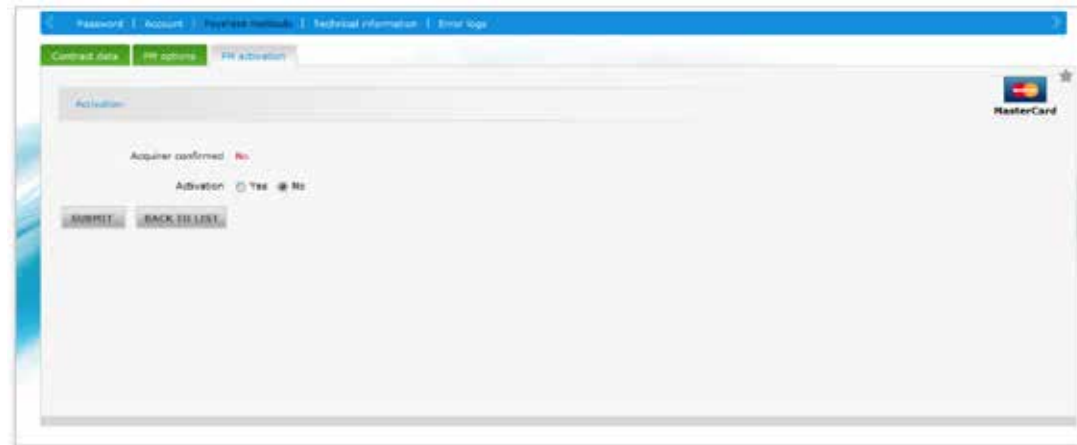 Password | Account | Payment methods | Technical information | Error logs
Contract data PM options PM activation
Activation
MasterCard
Acquirer confirmed No
Activation Yes No
SUBMIT BACK TO LIST